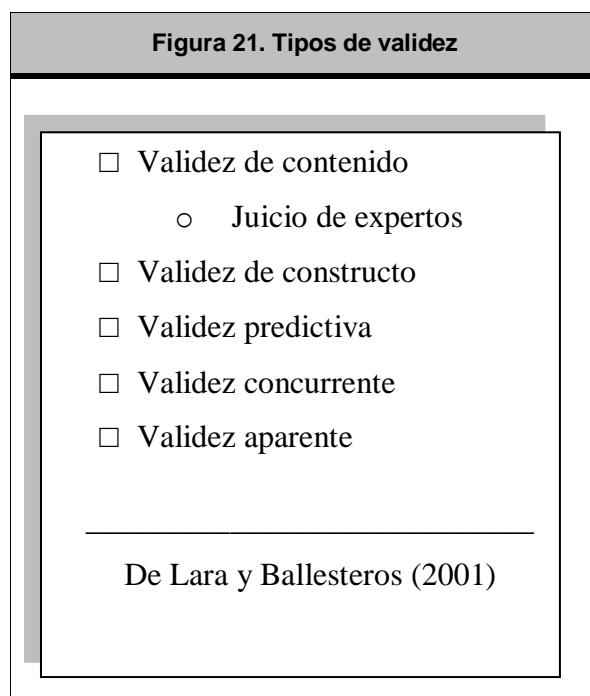 Figura 21. Tipos de validez
□ Validez de contenido
o Juicio de expertos
□ Validez de constructo
□ Validez predictiva
□ Validez concurrente
□ Validez aparente
De Lara y Ballesteros (2001)